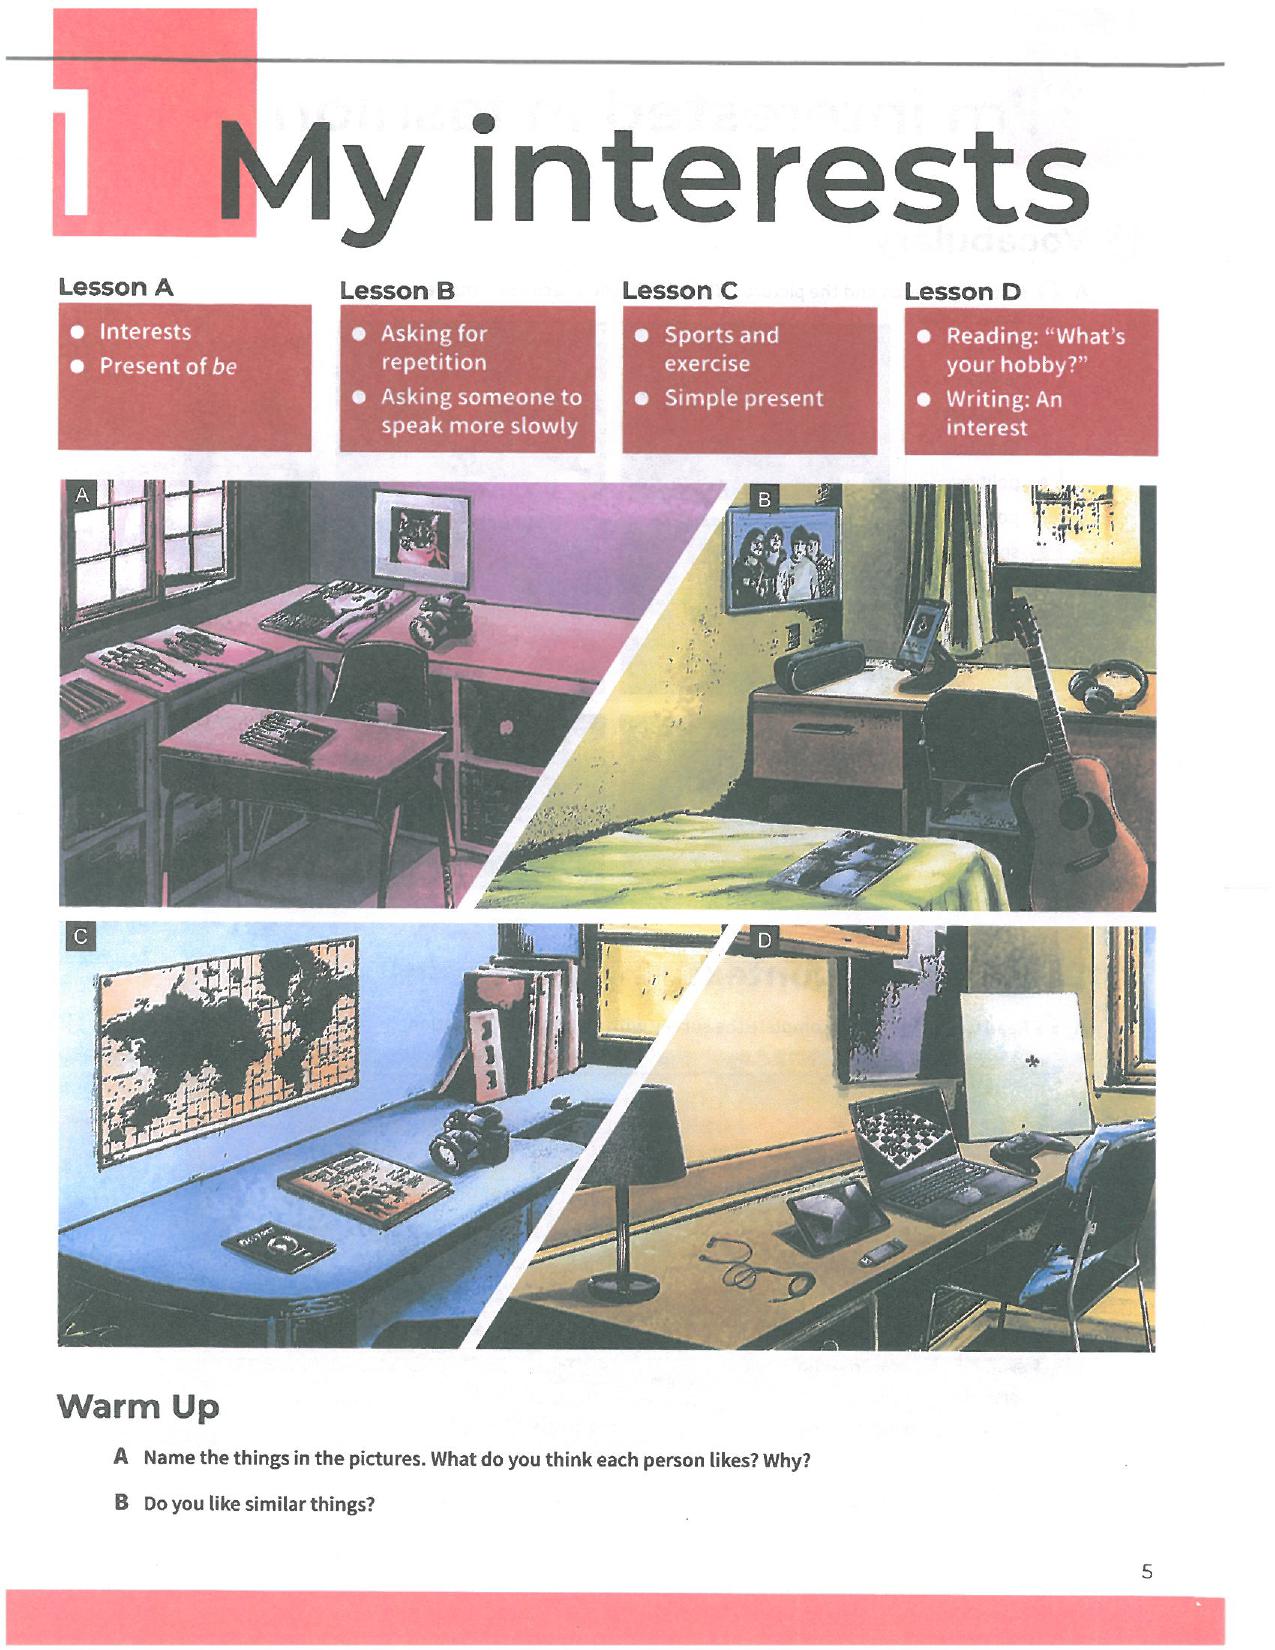 1
My interests
Lesson A
● Interests
● Present of be
Lesson B
● Asking for
repetition
● Asking someone to
speak more slowly
Lesson C
● Sports and
exercise
● Simple present
Lesson D
● Reading: “What’s
your hobby?”
● Writing: An
interest
A
B
C
D
Warm Up
A Name the things in the pictures. What do you think each person likes? Why?
B Do you like similar things?
5